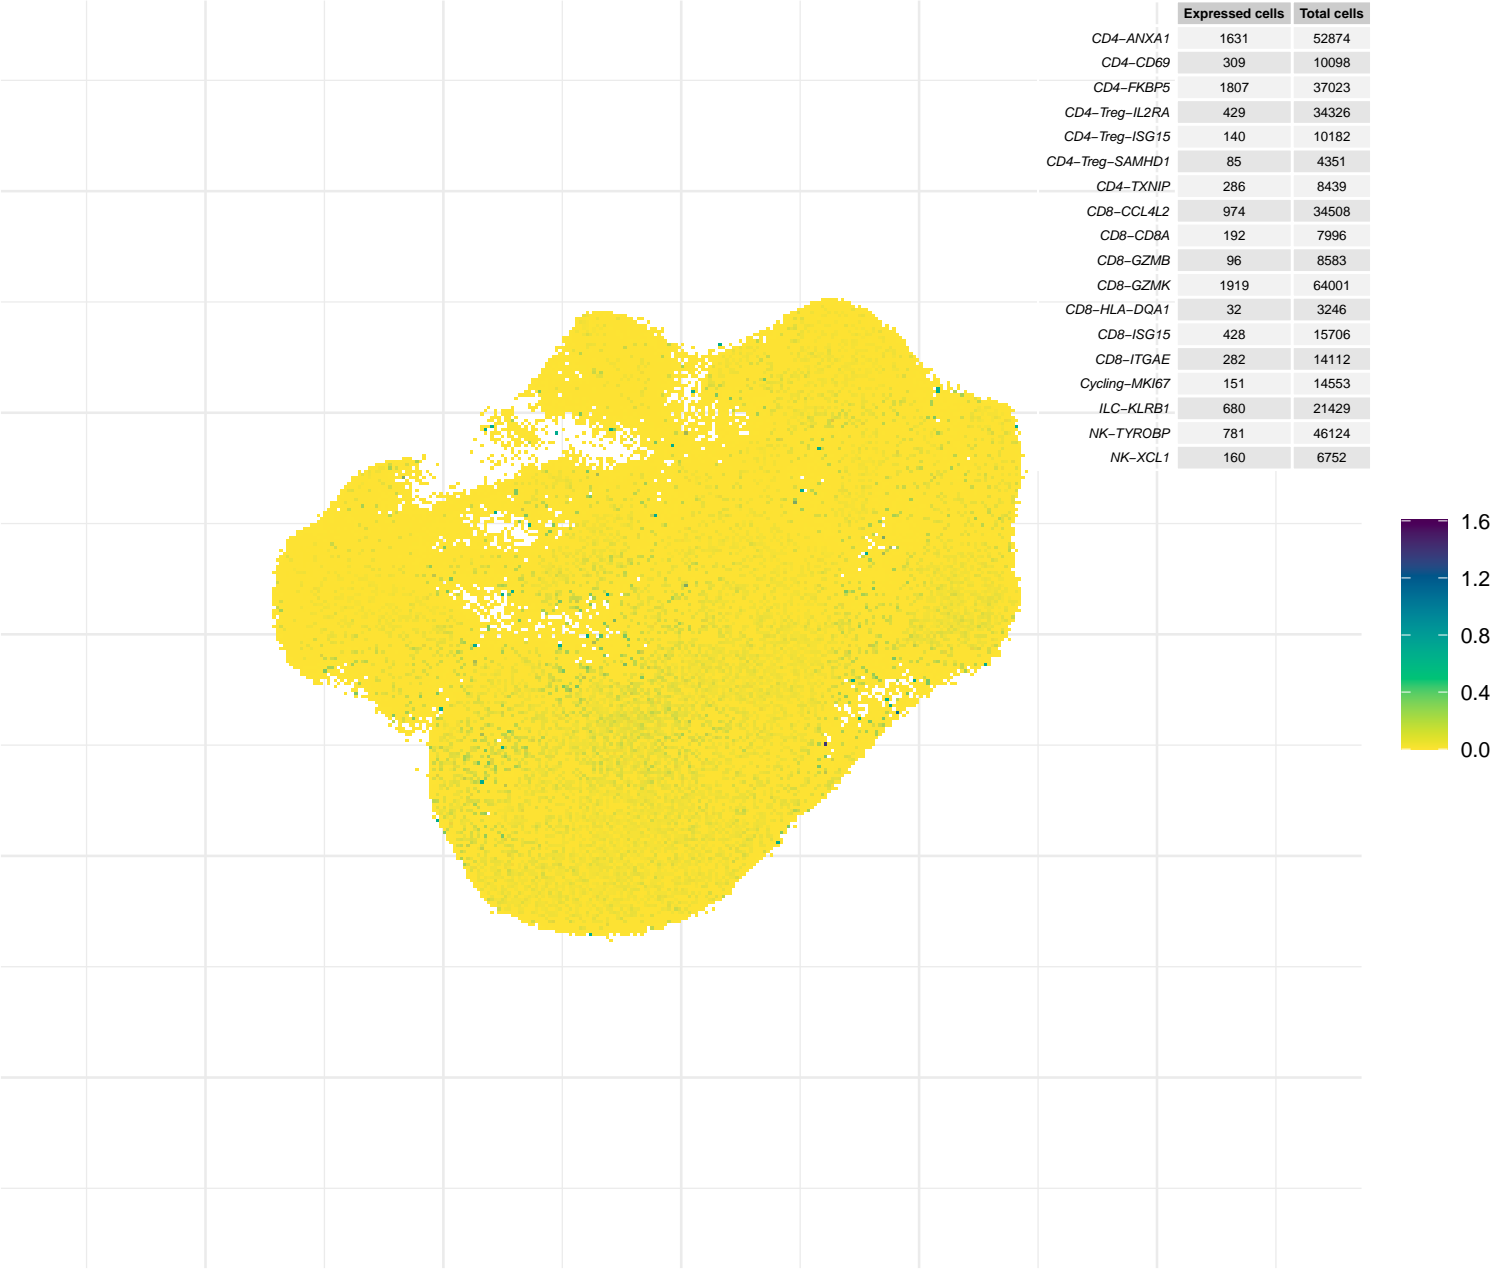 Expressed cells Total cells
CD4−ANXA1 1631 52874
CD4−CD69 309 10098
CD4−FKBP5 1807 37023
CD4−Treg−IL2RA 429 34326
CD4−Treg−ISG15 140 10182
CD4−Treg−SAMHD1 85 4351
CD4−TXNIP 286 8439
CD8−CCL4L2 974 34508
CD8−CD8A 192 7996
CD8−GZMB 96 8583
CD8−GZMK 1919 64001
CD8−HLA−DQA1 32 3246
CD8−ISG15 428 15706
CD8−ITGAE 282 14112
Cycling−MKI67 151 14553
ILC−KLRB1 680 21429
NK−TYROBP 781 46124
NK−XCL1 160 6752
1.6
1.2
0.8
0.4
0.0